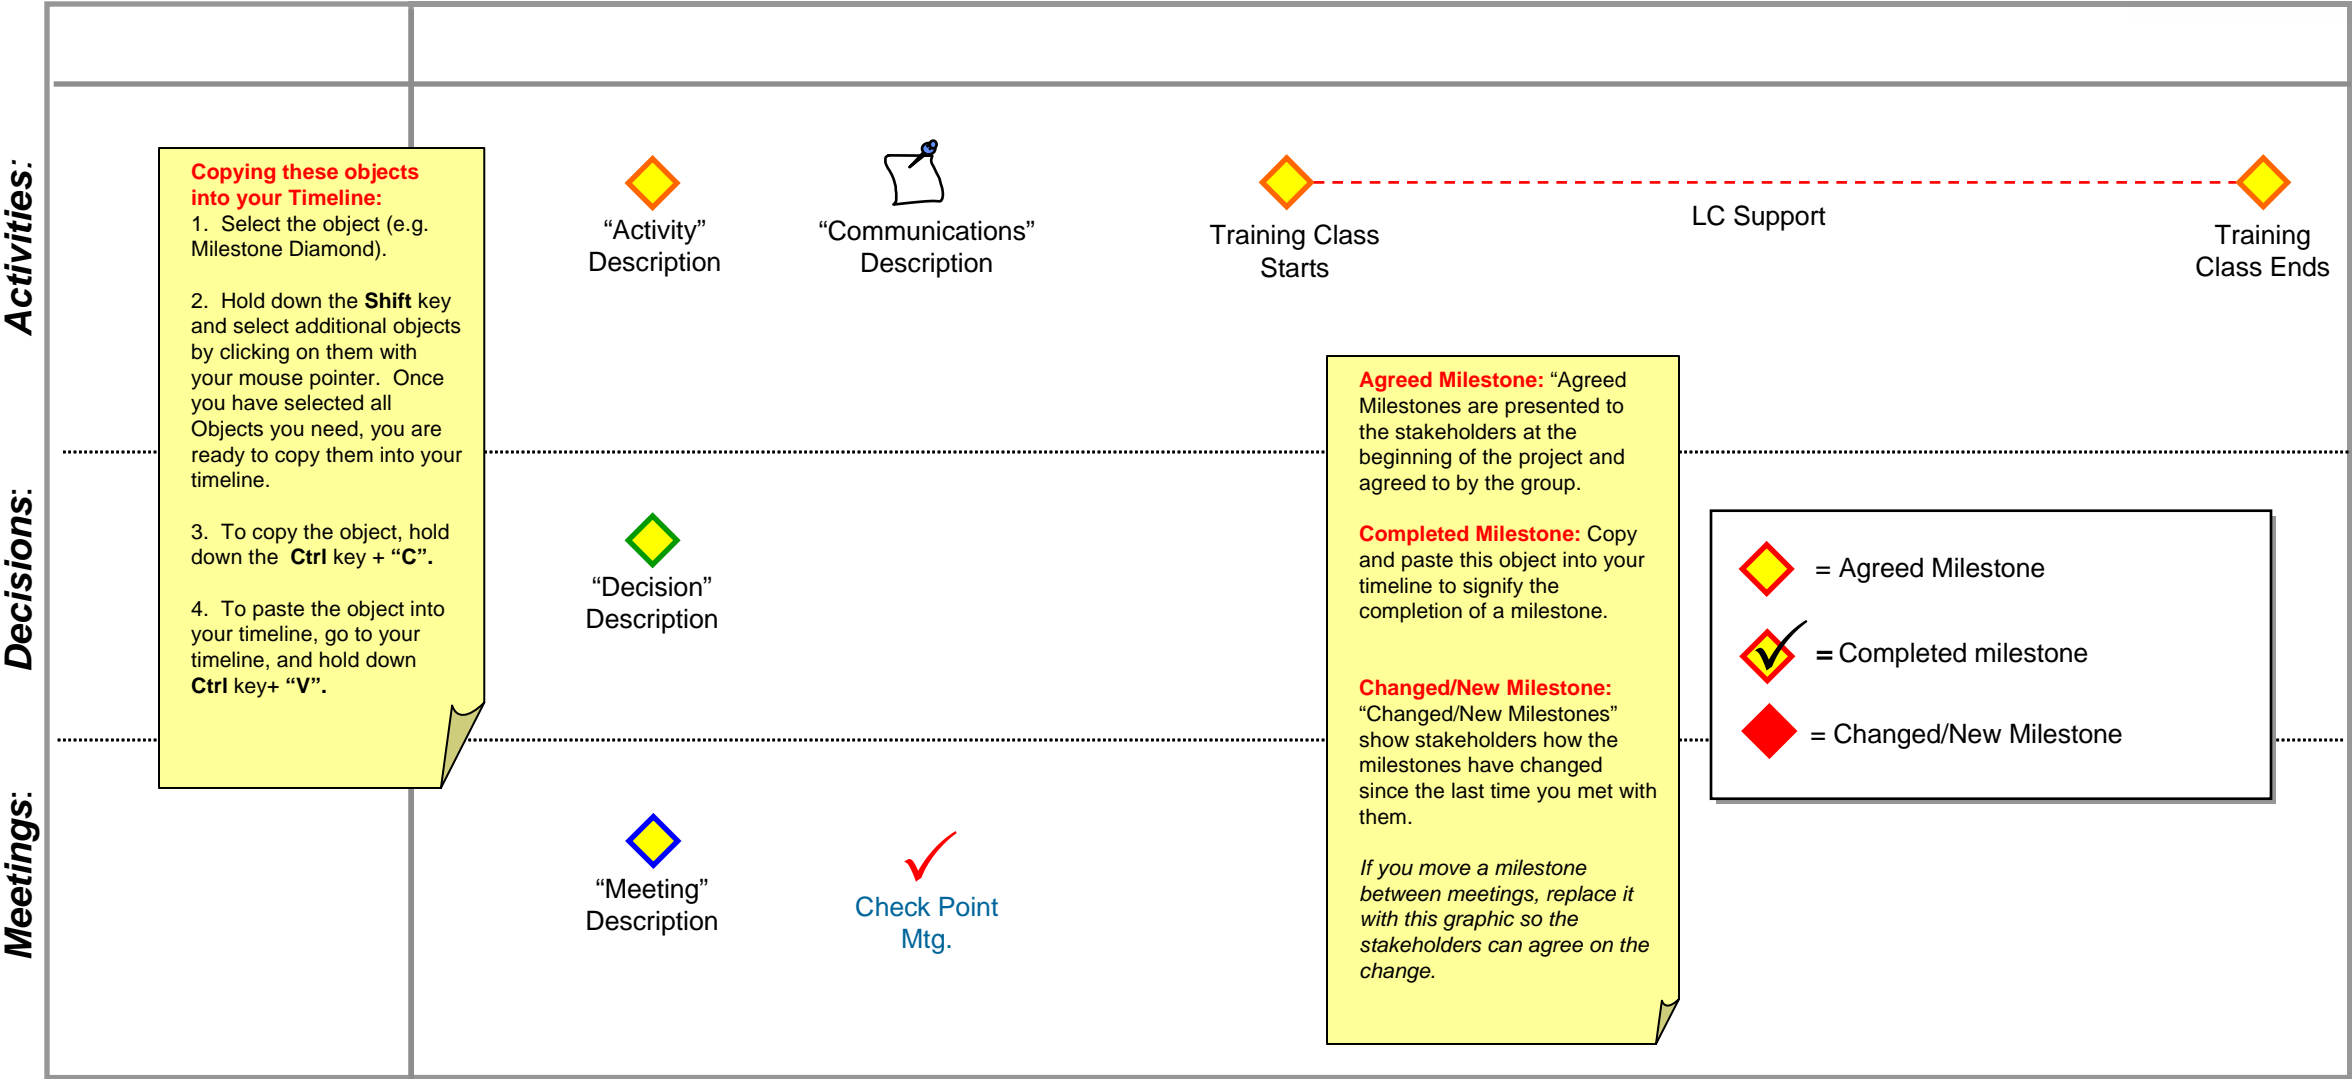 Activities:
Copying these objects
into your Timeline:
1. Select the object (e.g.
Milestone Diamond).
2. Hold down the Shift key
and select additional objects
by clicking on them with
your mouse pointer. Once
you have selected all
Objects you need, you are
ready to copy them into your
timeline.
3. To copy the object, hold
down the Ctrl key + “C”.
4. To paste the object into
your timeline, go to your
timeline, and hold down
Ctrl key+ “V”.
“Activity”
Description
“Communications”
Description
Training Class
Starts
LC Support
Training
Class Ends
Decisions:
“Decision”
Description
Agreed Milestone: “Agreed
Milestones are presented to
the stakeholders at the
beginning of the project and
agreed to by the group.
Completed Milestone: Copy
and paste this object into your
timeline to signify the
completion of a milestone.
Changed/New Milestone:
“Changed/New Milestones”
show stakeholders how the
milestones have changed
since the last time you met with
them.
If you move a milestone
between meetings, replace it
with this graphic so the
stakeholders can agree on the
change.
= Agreed Milestone
= Completed milestone
= Changed/New Milestone
Meetings:
“Meeting”
Description
Check Point
Mtg.